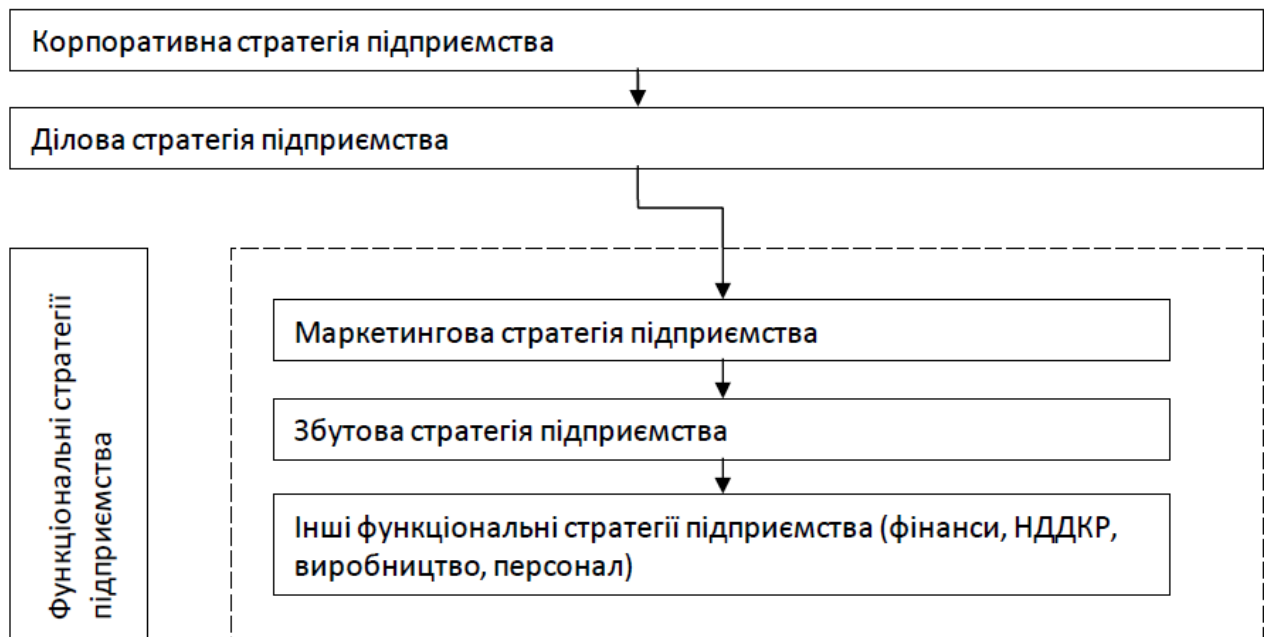 Корпоративна стратегія підприємства
Ділова стратегія підприємства
Функціональні стратегії
підприємства
Маркетингова стратегія підприємства
Збутова стратегія підприємства
Інші функціональні стратегії підприємства (фінанси, НДДКР,
виробництво, персонал)